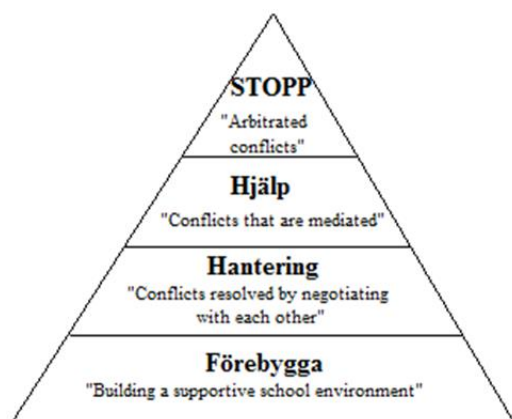 STOPP
"Arbitrated
conflicts"
Hjälp
"Conflicts that are mediated"
Hantering
"Conflicts resolved by negotiating
with each other"
Förebygga
"Building a supportive school environment"